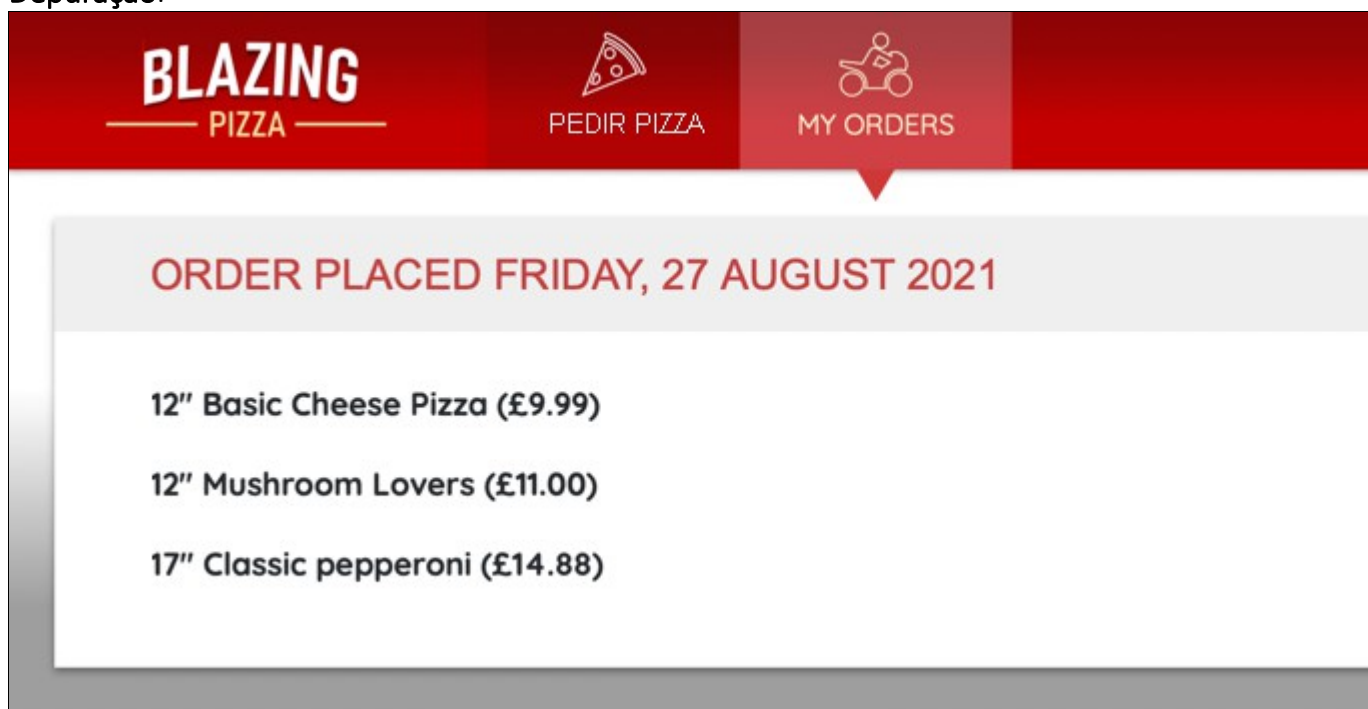 Depuração:
BLAZING
PIZZA
PEDIR PIZZA
MY ORDERS
ORDER PLACED FRIDAY, 27 AUGUST 2021
12" Basic Cheese Pizza (£9.99)
12" Mushroom Lovers (£11.00)
17" Classic pepperoni (£14.88)